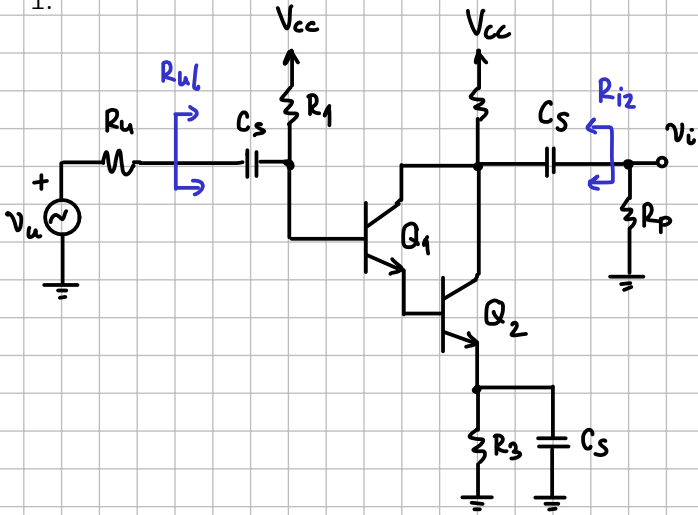 1.
Vcc
Vcc
Rul
R1
Ri2
Ru
Cs
Cs
vi
+
Q1
Rp
vu
Q2
R3
Cs